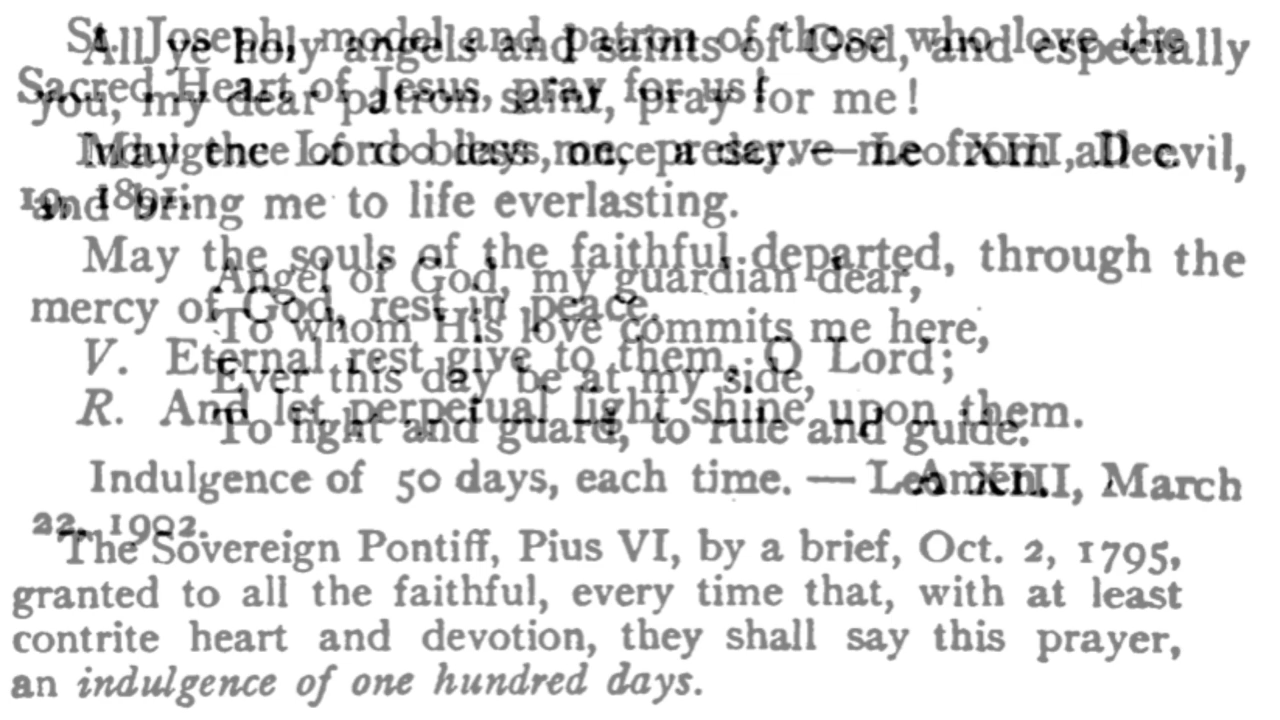 St. Joseph, model and patron of those who love the
All ye holy angels and saints of God, and especially
Sacred Heart of Jesus, pray for us!
you, my dear patron saint, pray for me!
Indulgence of 100 days, once a day. — Leo XIII, Dec.
May the Lord bless me, preserve me from all evil,
19, 1891.
and bring me to life everlasting.
May the souls of the faithful departed, through the
Angel of God, my guardian dear,
mercy of God, rest in peace.
To whom His love commits me here,
V. Eternal rest give to them, O Lord;
Ever this day be at my side,
R. And let perpetual light shine upon them.
To light and guard, to rule and guide.
Indulgence of 50 days, each time. — Leo XIII, March
Amen.
22, 1902.
The Sovereign Pontiff, Pius VI, by a brief, Oct. 2, 1795,
granted to all the faithful, every time that, with at least
contrite heart and devotion, they shall say this prayer,
an indulgence of one hundred days.